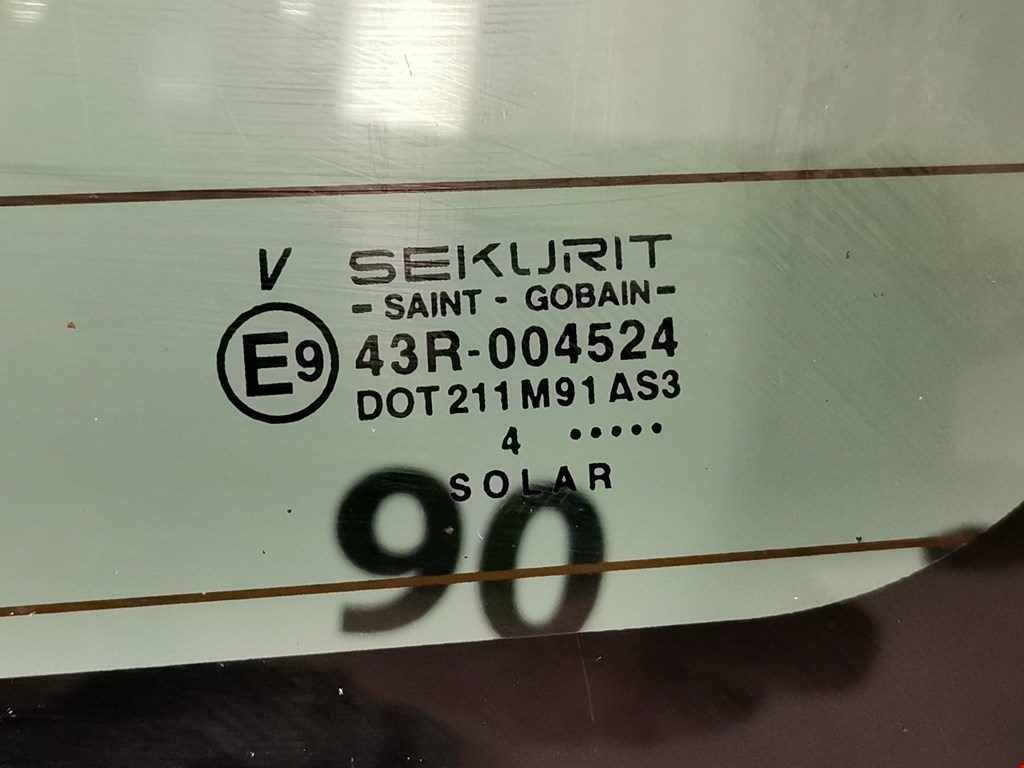 V SEKURIT
- SAINT - GOBAIN -
E9 43R-004524
DOT 211 M91 AS3
4 •••••
SOLAR
90